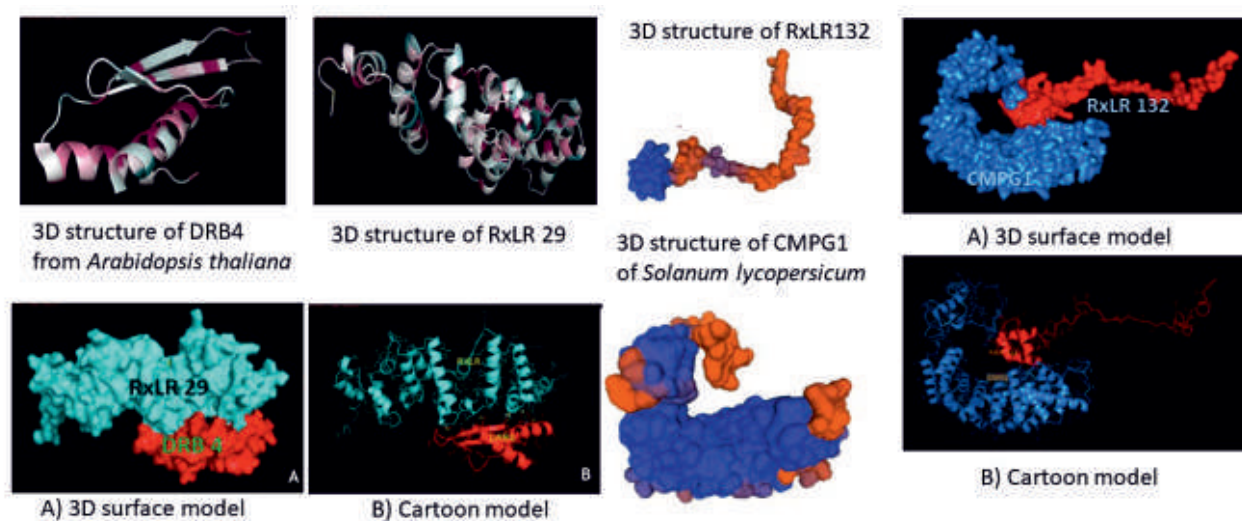 3D structure of DRB4
from Arabidopsis thaliana
3D structure of RxLR 29
3D structure of RxLR132
RxLR 132
CMPG1
A) 3D surface model
3D structure of CMPG1
of Solanum lycopersicum
RxLR 29
DRB 4
A
A) 3D surface model
RxLR
B
B) Cartoon model
B) Cartoon model